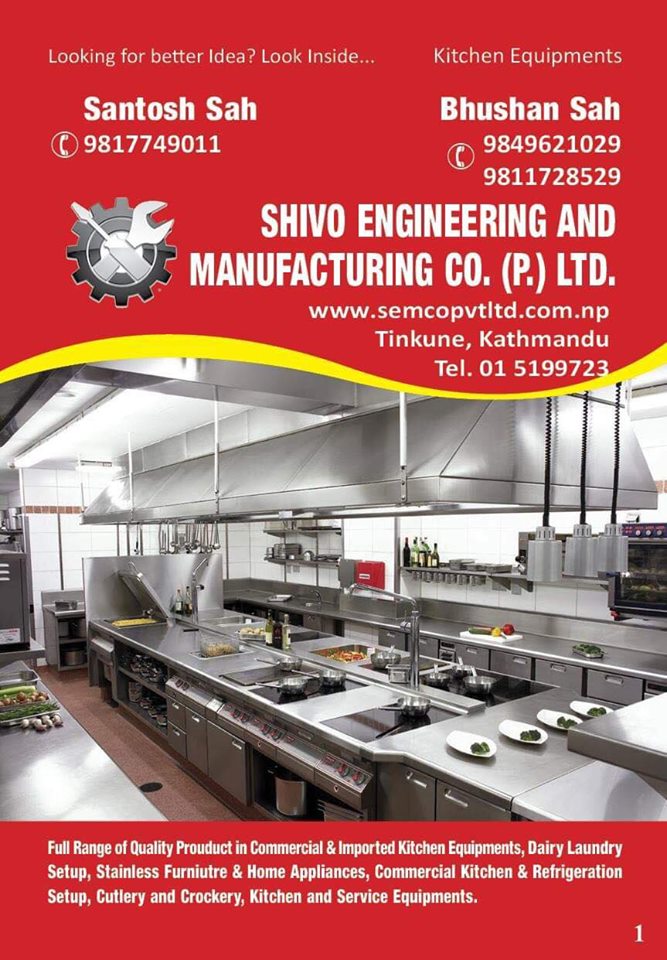 Looking for better Idea? Look Inside...
Kitchen Equipments
Santosh Sah
9817749011
Bhushan Sah
9849621029
9811728529
SHIVO ENGINEERING AND
MANUFACTURING CO. (P.) LTD.
www.semcopvtltd.com.np
Tinkune, Kathmandu
Tel. 01 5199723
Full Range of Quality Prouduct in Commercial & Imported Kitchen Equipments, Dairy Laundry
Setup, Stainless Furniutre & Home Appliances, Commercial Kitchen & Refrigeration
Setup, Cutlery and Crockery, Kitchen and Service Equipments.
1